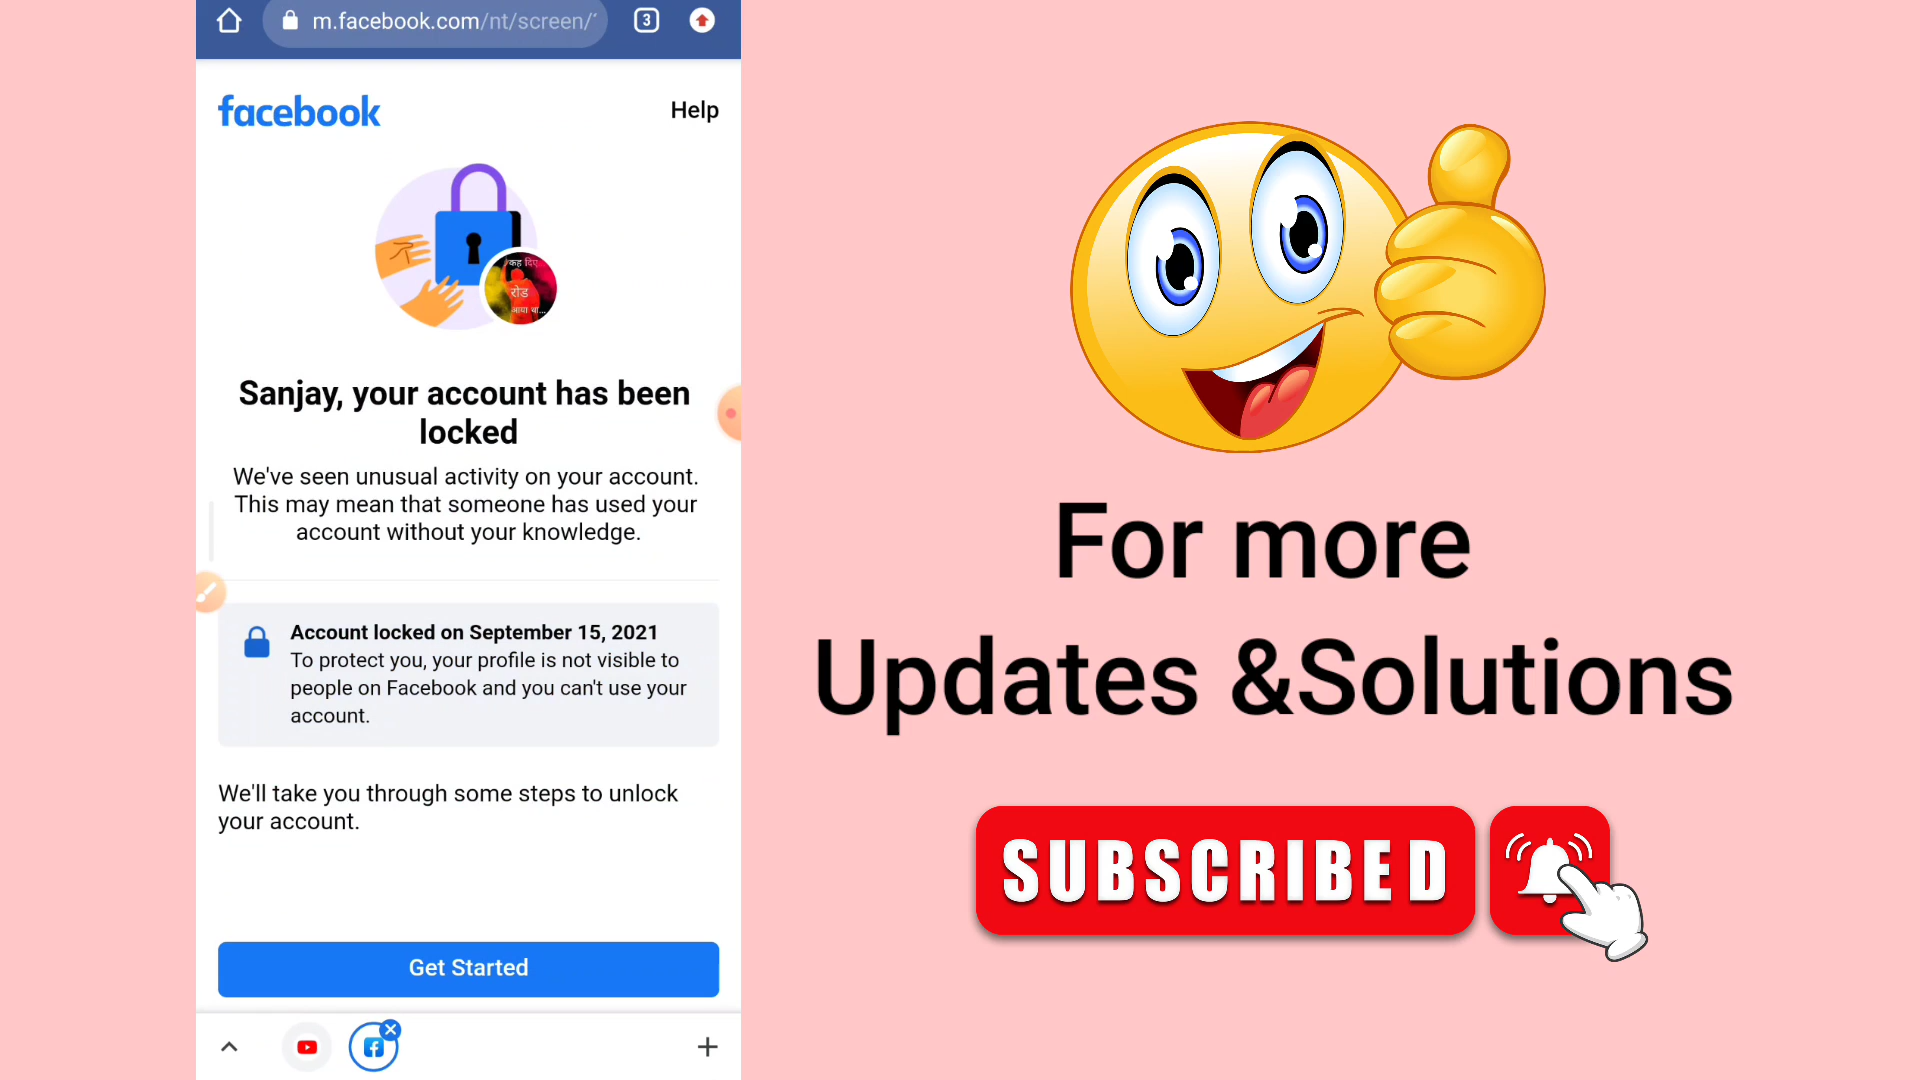 3
m.facebook.com/nt/screen/
facebook
Help
कह दिए
रोड
आया था...
Sanjay, your account has been
locked
We've seen unusual activity on your account.
This may mean that someone has used your
account without your knowledge.
Account locked on September 15, 2021
To protect you, your profile is not visible to
people on Facebook and you can't use your
account.
We'll take you through some steps to unlock
your account.
Get Started
For more
Updates &Solutions
SUBSCRIBED